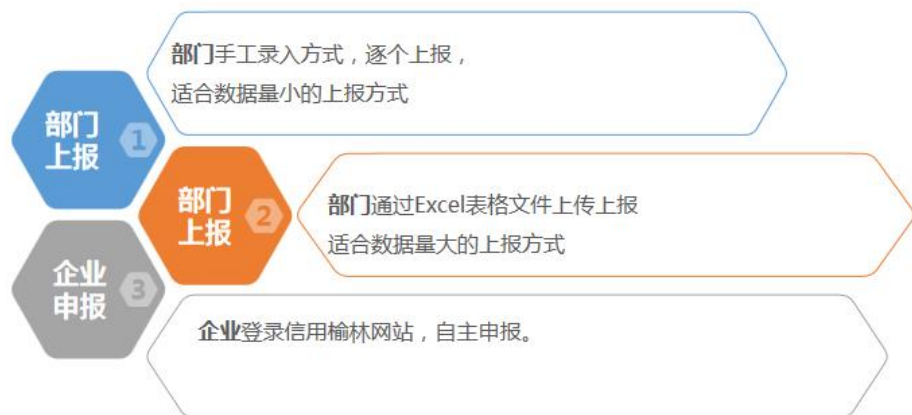 部门
上报
1
部门手工录入方式，逐个上报，
适合数据量小的上报方式
部门
上报
2
部门通过Excel表格文件上传上报
适合数据量大的上报方式
企业
申报
3
企业登录信用榆林网站，自主申报。